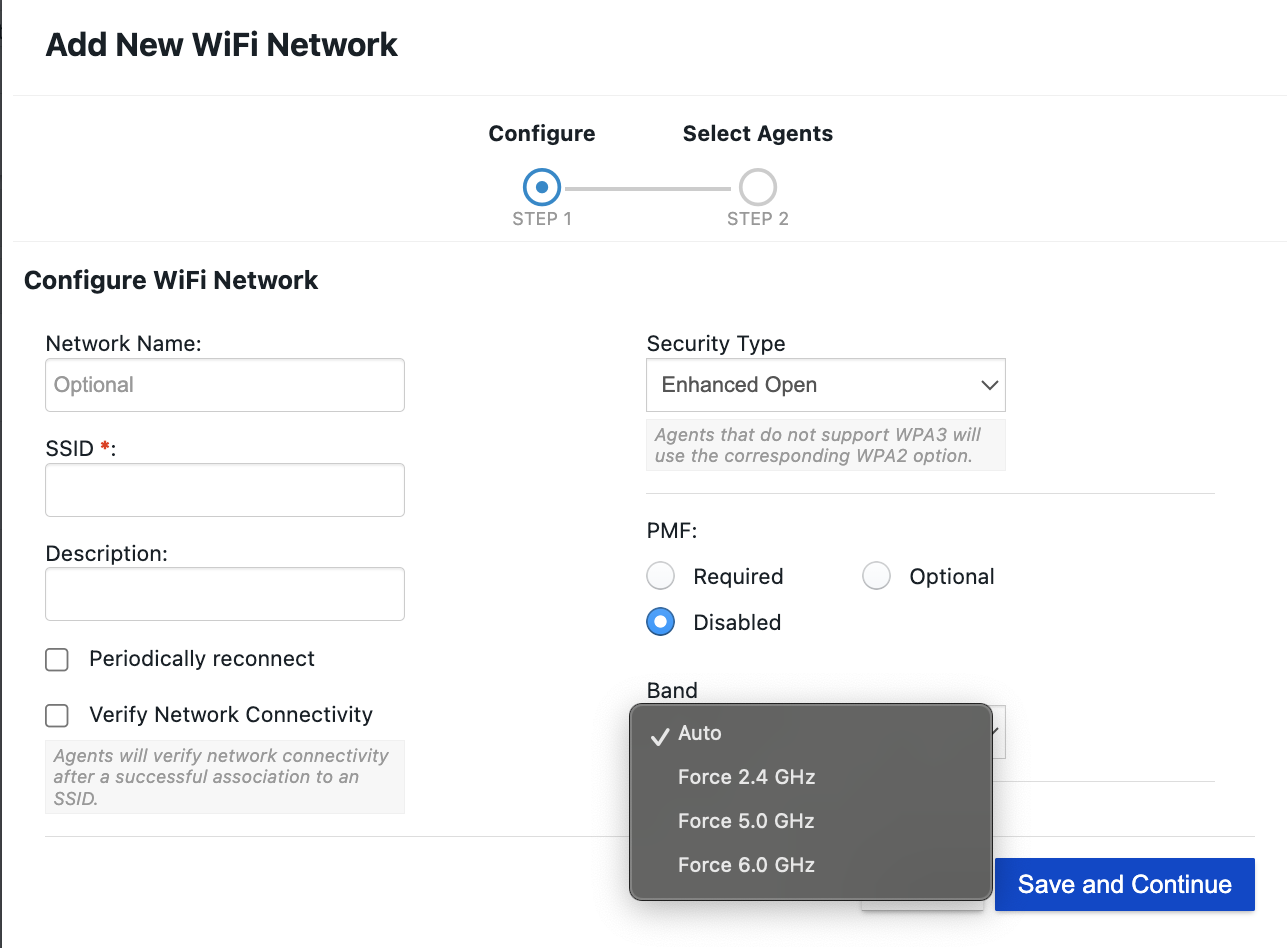 Add New WiFi Network
Configure
Select Agents
STEP 1
STEP 2
Configure WiFi Network
Network Name:
Optional
SSID *:
Description:
Periodically reconnect
Verify Network Connectivity
Agents will verify network connectivity
after a successful association to an
SSID.
Security Type
Enhanced Open
Agents that do not support WPA3 will
use the corresponding WPA2 option.
PMF:
Required
Optional
Disabled
Band
Auto
Force 2.4 GHz
Force 5.0 GHz
Force 6.0 GHz
Save and Continue